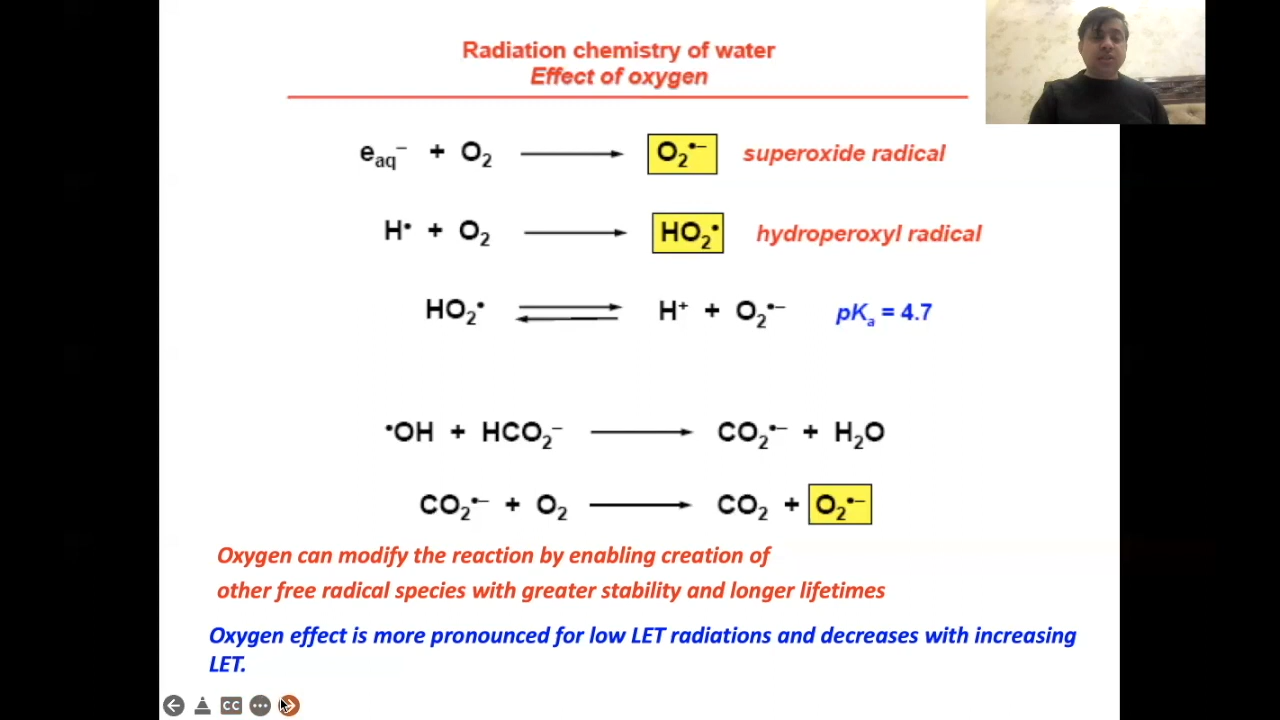 Radiation chemistry of water
Effect of oxygen
eaq⁻ + O₂ ⟶ O₂•⁻ superoxide radical
H• + O₂ ⟶ HO₂• hydroperoxyl radical
HO₂• ⇌ H⁺ + O₂•⁻ pKa = 4.7
•OH + HCO₂⁻ ⟶ CO₂•⁻ + H₂O
CO₂•⁻ + O₂ ⟶ CO₂ + O₂•⁻
Oxygen can modify the reaction by enabling creation of
other free radical species with greater stability and longer lifetimes
Oxygen effect is more pronounced for low LET radiations and decreases with increasing
LET.
CC